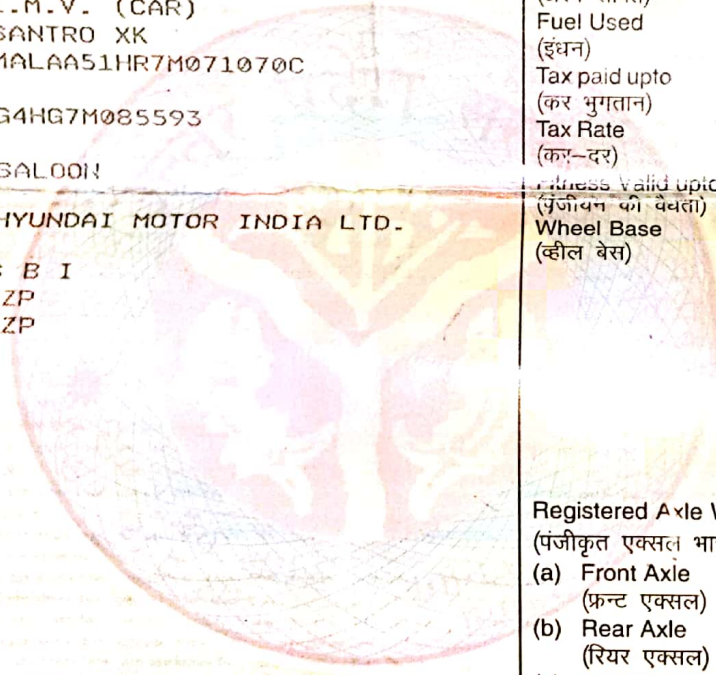 L.M.V. (CAR)
SANTRO XK
MALAA51HR7M071070C
G4HG7M085593
SALOON
HYUNDAI MOTOR INDIA LTD.
B I
ZP
ZP
Fuel Used
(इंधन)
Tax paid upto
(कर भुगतान)
Tax Rate
(कर-दर)
Fitness Valid upto
(पंजीयन की वैधता)
Wheel Base
(व्हील बेस)
Registered Axle
(पंजीकृत एक्सल
(a) Front Axle
(फ्रन्ट एक्सल)
(b) Rear Axle
(रियर एक्सल)